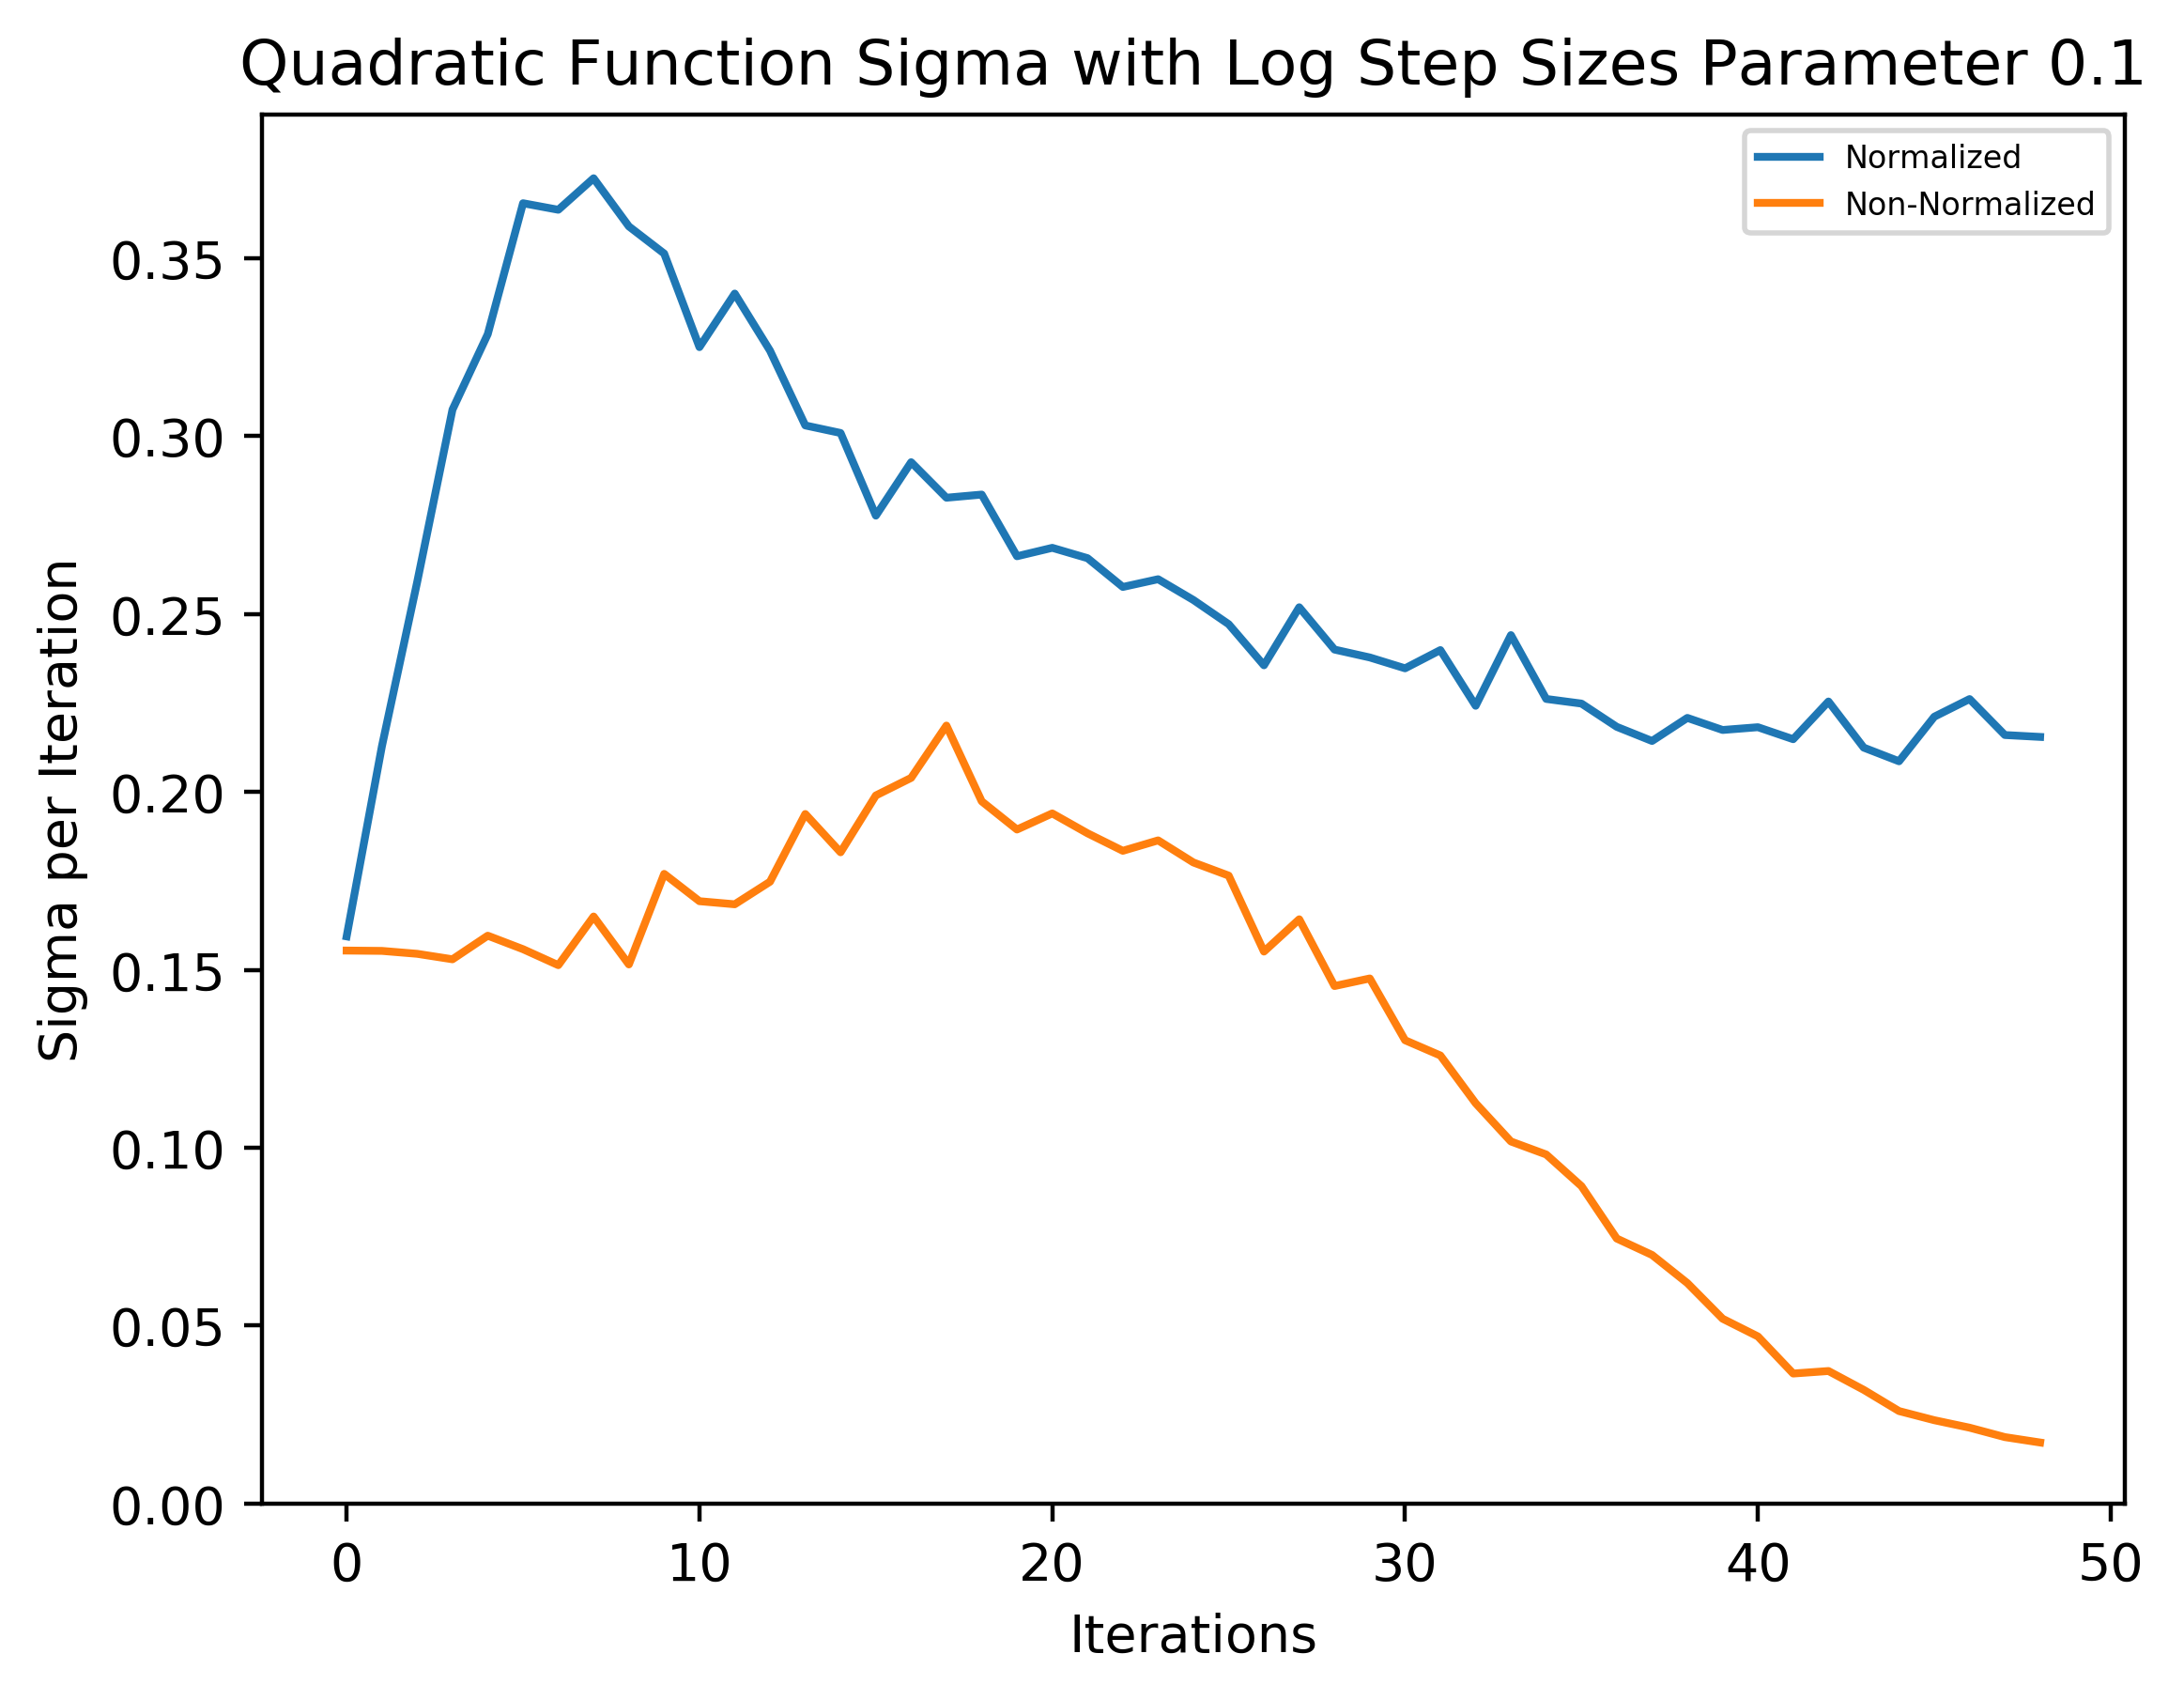 Quadratic Function Sigma with Log Step Sizes Parameter 0.1
Normalized
Non-Normalized
Sigma per Iteration
0.35
0.30
0.25
0.20
0.15
0.10
0.05
0.00
0 10 20 30 40 50
Iterations